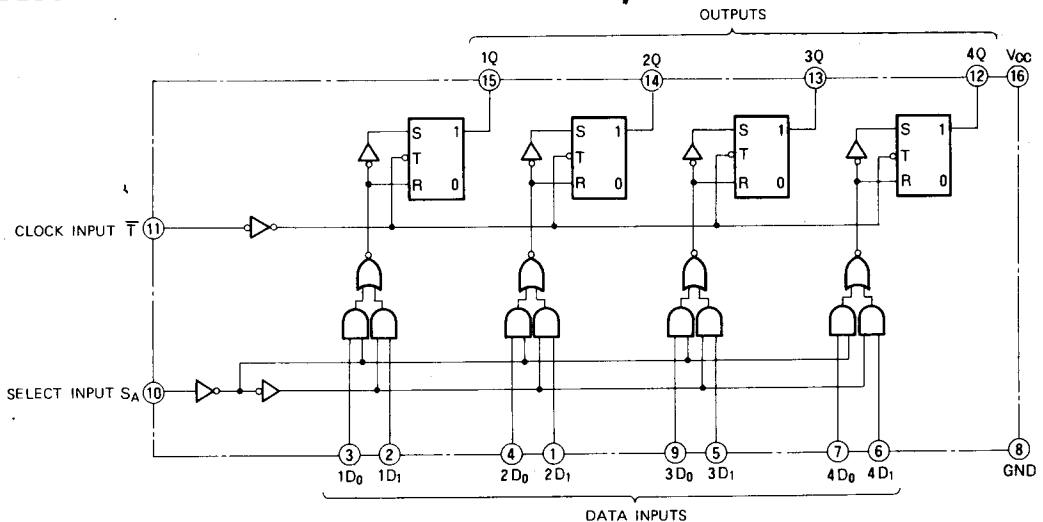 OUTPUTS
1Q 2Q 3Q 4Q VCC
15 14 13 12 16
S 1 S 1 S 1 S 1
T T T T
R 0 R 0 R 0 R 0
CLOCK INPUT T̅ 11
SELECT INPUT SA 10
3 2 4 1 9 5 7 6 8
1D0 1D1 2D0 2D1 3D0 3D1 4D0 4D1 GND
DATA INPUTS